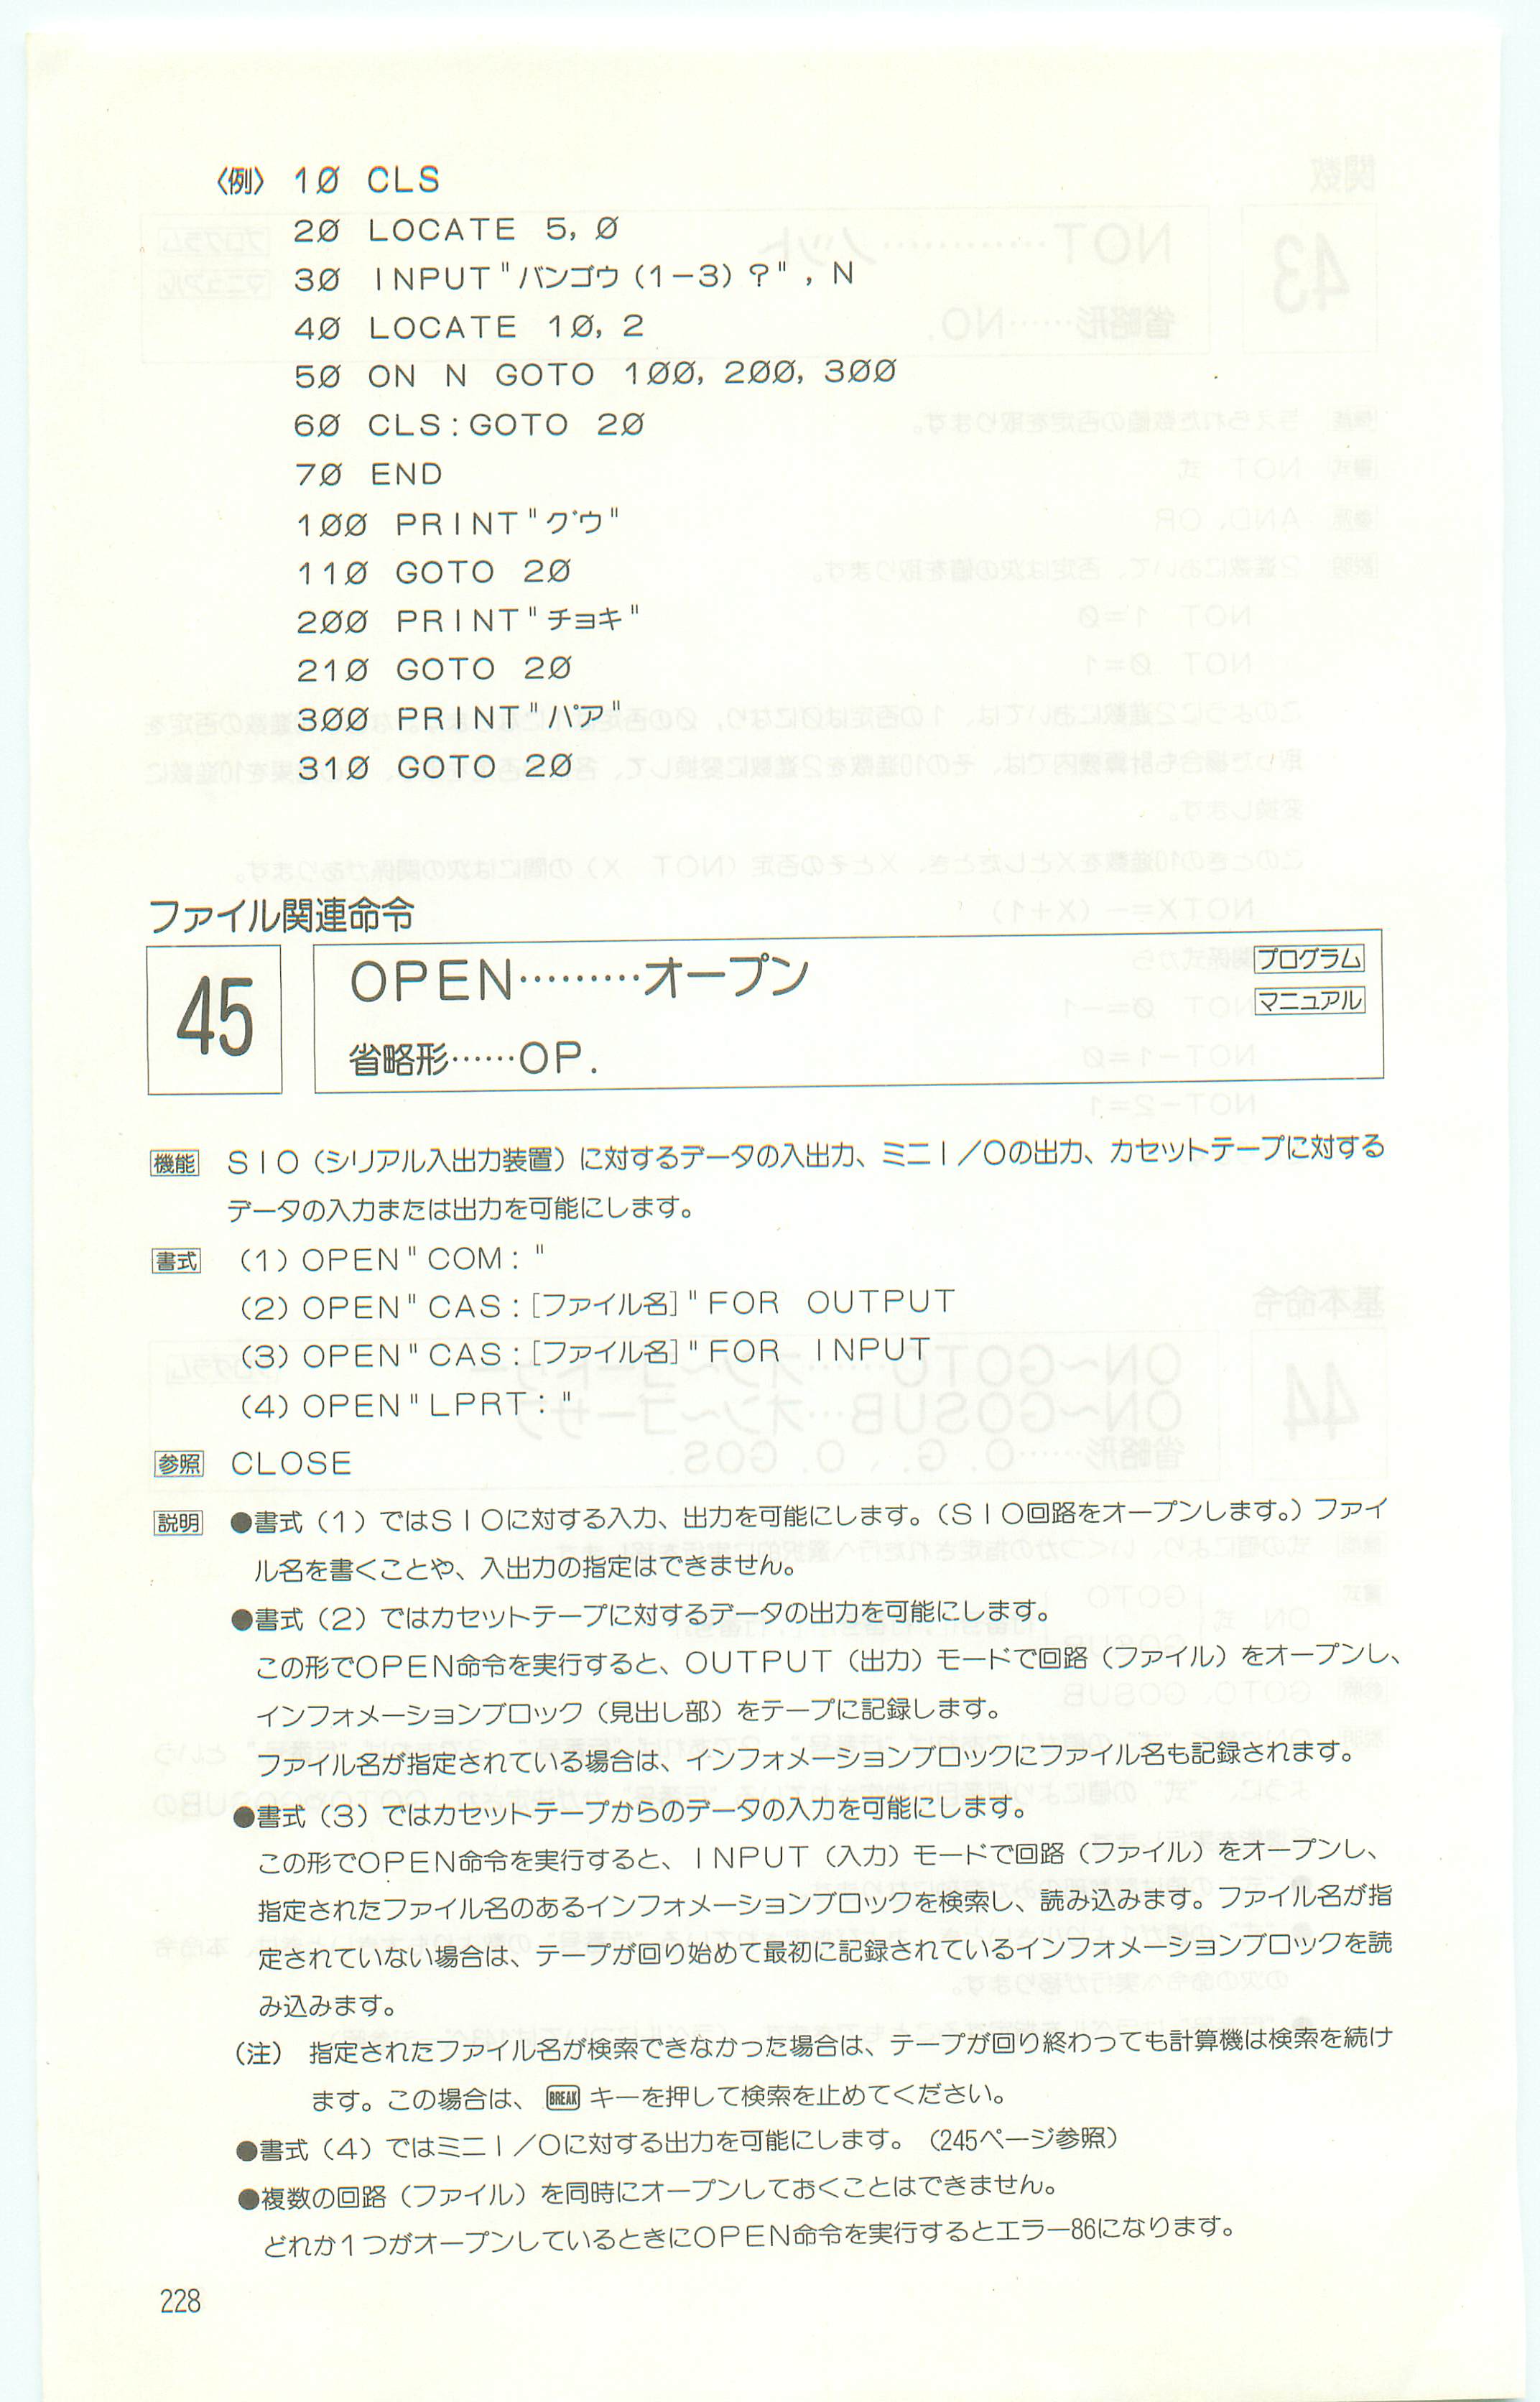 〈例〉 10 CLS
20 LOCATE 5, 0
30 INPUT"バンゴウ(1−3)?", N
40 LOCATE 10, 2
50 ON N GOTO 100, 200, 300
60 CLS:GOTO 20
70 END
100 PRINT"グウ"
110 GOTO 20
200 PRINT"チョキ"
210 GOTO 20
300 PRINT"パア"
310 GOTO 20
ファイル関連命令
45 OPEN………オープン プログラム
マニュアル
省略形……OP.
機能 SIO(シリアル入出力装置)に対するデータの入出力、ミニI/Oの出力、カセットテープに対する
データの入力または出力を可能にします。
書式 (1) OPEN"COM:"
(2) OPEN"CAS:[ファイル名]"FOR OUTPUT
(3) OPEN"CAS:[ファイル名]"FOR INPUT
(4) OPEN"LPRT:"
参照 CLOSE
説明 ●書式(1)ではSIOに対する入力、出力を可能にします。(SIO回路をオープンします。)ファイ
ル名を書くことや、入出力の指定はできません。
●書式(2)ではカセットテープに対するデータの出力を可能にします。
この形でOPEN命令を実行すると、OUTPUT(出力)モードで回路(ファイル)をオープンし、
インフォメーションブロック(見出し部)をテープに記録します。
ファイル名が指定されている場合は、インフォメーションブロックにファイル名も記録されます。
●書式(3)ではカセットテープからのデータの入力を可能にします。
この形でOPEN命令を実行すると、INPUT(入力)モードで回路(ファイル)をオープンし、
指定されたファイル名のあるインフォメーションブロックを検索し、読み込みます。ファイル名が指
定されていない場合は、テープが回り始めて最初に記録されているインフォメーションブロックを読
み込みます。
(注) 指定されたファイル名が検索できなかった場合は、テープが回り終わっても計算機は検索を続け
ます。この場合は、 BREAK キーを押して検索を止めてください。
●書式(4)ではミニI/Oに対する出力を可能にします。(245ページ参照)
●複数の回路(ファイル)を同時にオープンしておくことはできません。
どれか1つがオープンしているときにOPEN命令を実行するとエラー86になります。
228